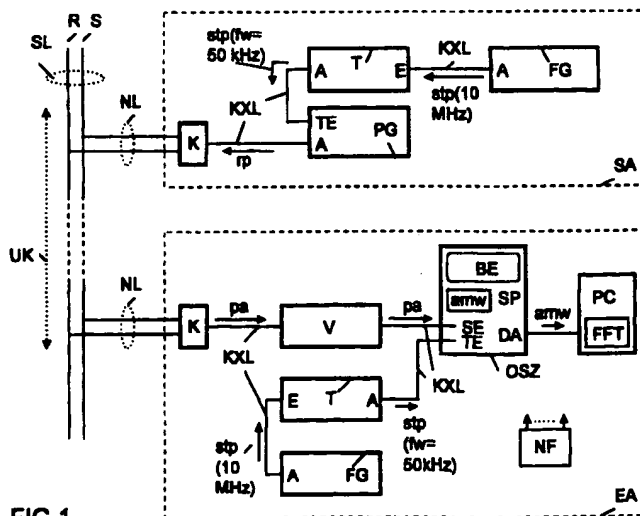 R S
SL
NL
UK
NL
K
stp(fw=
50 kHz)
A T E
KXL
A FG
stp(10
MHz)
KXL
TE
A PG
rp
SA
K
pa
V
pa
KXL
BE
amw SP
SE
TE DA
OSZ
KXL
amw
PC
FFT
E T A
stp
(10
MHz)
stp
(fw=
50kHz)
A FG
NF
EA
FIG 1